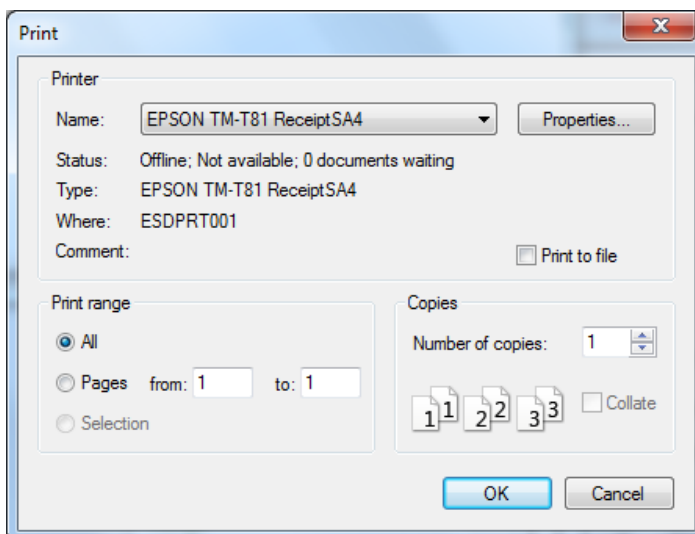 Print
Printer
Name: EPSON TM-T81 ReceiptSA4 Properties...
Status: Offline; Not available; 0 documents waiting
Type: EPSON TM-T81 ReceiptSA4
Where: ESDPRT001
Comment: Print to file
Print range
All
Pages from: 1 to: 1
Selection
Copies
Number of copies: 1
1 1 2 2 3 3 Collate
OK Cancel